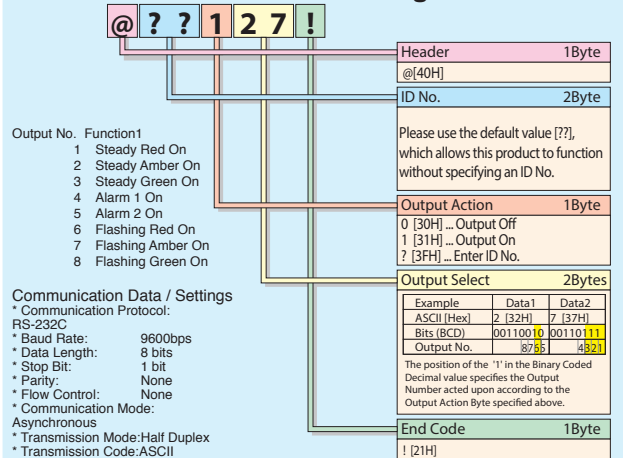 @ ? ? 1 2 7 !
Header 1Byte
@[40H]
ID No. 2Byte
Please use the default value [??],
which allows this product to function
without specifying an ID No.
Output Action 1Byte
0 [30H] ... Output Off
1 [31H] ... Output On
? [3FH] ... Enter ID No.
Output Select 2Bytes
Example Data1 Data2
ASCII [Hex] 2 [32H] 7 [37H]
Bits (BCD) 00110010 00110111
Output No. 8765 4321
The position of the '1' in the Binary Coded
Decimal value specifies the Output
Number acted upon according to the
Output Action Byte specified above.
End Code 1Byte
! [21H]
Output No. Function1
1 Steady Red On
2 Steady Amber On
3 Steady Green On
4 Alarm 1 On
5 Alarm 2 On
6 Flashing Red On
7 Flashing Amber On
8 Flashing Green On
Communication Data / Settings
* Communication Protocol:
RS-232C
* Baud Rate: 9600bps
* Data Length: 8 bits
* Stop Bit: 1 bit
* Parity: None
* Flow Control: None
* Communication Mode:
Asynchronous
* Transmission Mode:Half Duplex
* Transmission Code:ASCII